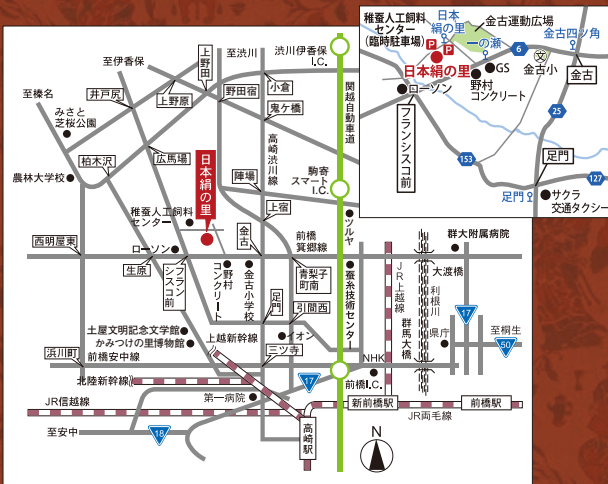 稚蚕人工飼料
センター
(臨時駐車場)
日本
絹の里
金古運動広場
金古四ツ角
P
P
一の瀬
6
日本絹の里
GS
文
金古小
金古
野村
コンクリート
ローソン
フランシスコ前
25
153
足門
127
足門
サクラ
交通タクシー
至渋川
渋川伊香保
I.C.
上野田
至伊香保
小倉
井戸尻
上野原
野田宿
至榛名
みさと
芝桜公園
鬼ケ橋
関越自動車道
高崎渋川線
広馬場
柏木沢
日本絹の里
農林大学校
陣場
駒寄
スマート
I.C.
稚蚕人工飼料
センター
上宿
ツルヤ
前橋
箕郷線
群大附属病院
西明屋東
ローソン
金古
大渡橋
生原
フラン
シスコ前
野村
コンクリート
金古小学校
青梨子
町南
蚕糸技術センター
JR上越線
利根川
群馬大橋
足門
引間西
17
土屋文明記念文学館
かみつけの里博物館
上越新幹線
イオン
県庁
至桐生
50
浜川町
前橋安中線
三ツ寺
NHK
北陸新幹線
17
前橋I.C.
JR信越線
第一病院
新前橋駅
前橋駅
JR両毛線
至安中
18
高崎駅
N